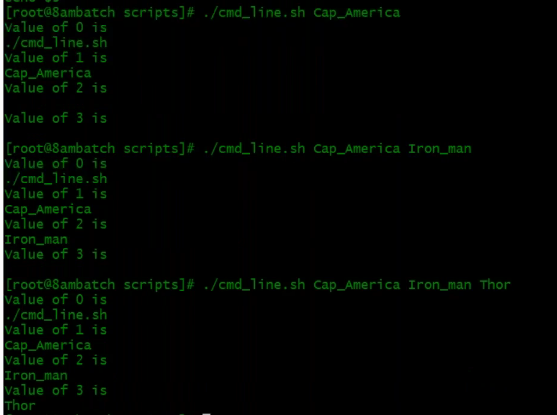 [root@8ambatch scripts]# ./cmd_line.sh Cap_America
Value of 0 is
./cmd_line.sh
Value of 1 is
Cap_America
Value of 2 is
Value of 3 is
[root@8ambatch scripts]# ./cmd_line.sh Cap_America Iron_man
Value of 0 is
./cmd_line.sh
Value of 1 is
Cap_America
Value of 2 is
Iron_man
Value of 3 is
[root@8ambatch scripts]# ./cmd_line.sh Cap_America Iron_man Thor
Value of 0 is
./cmd_line.sh
Value of 1 is
Cap_America
Value of 2 is
Iron_man
Value of 3 is
Thor